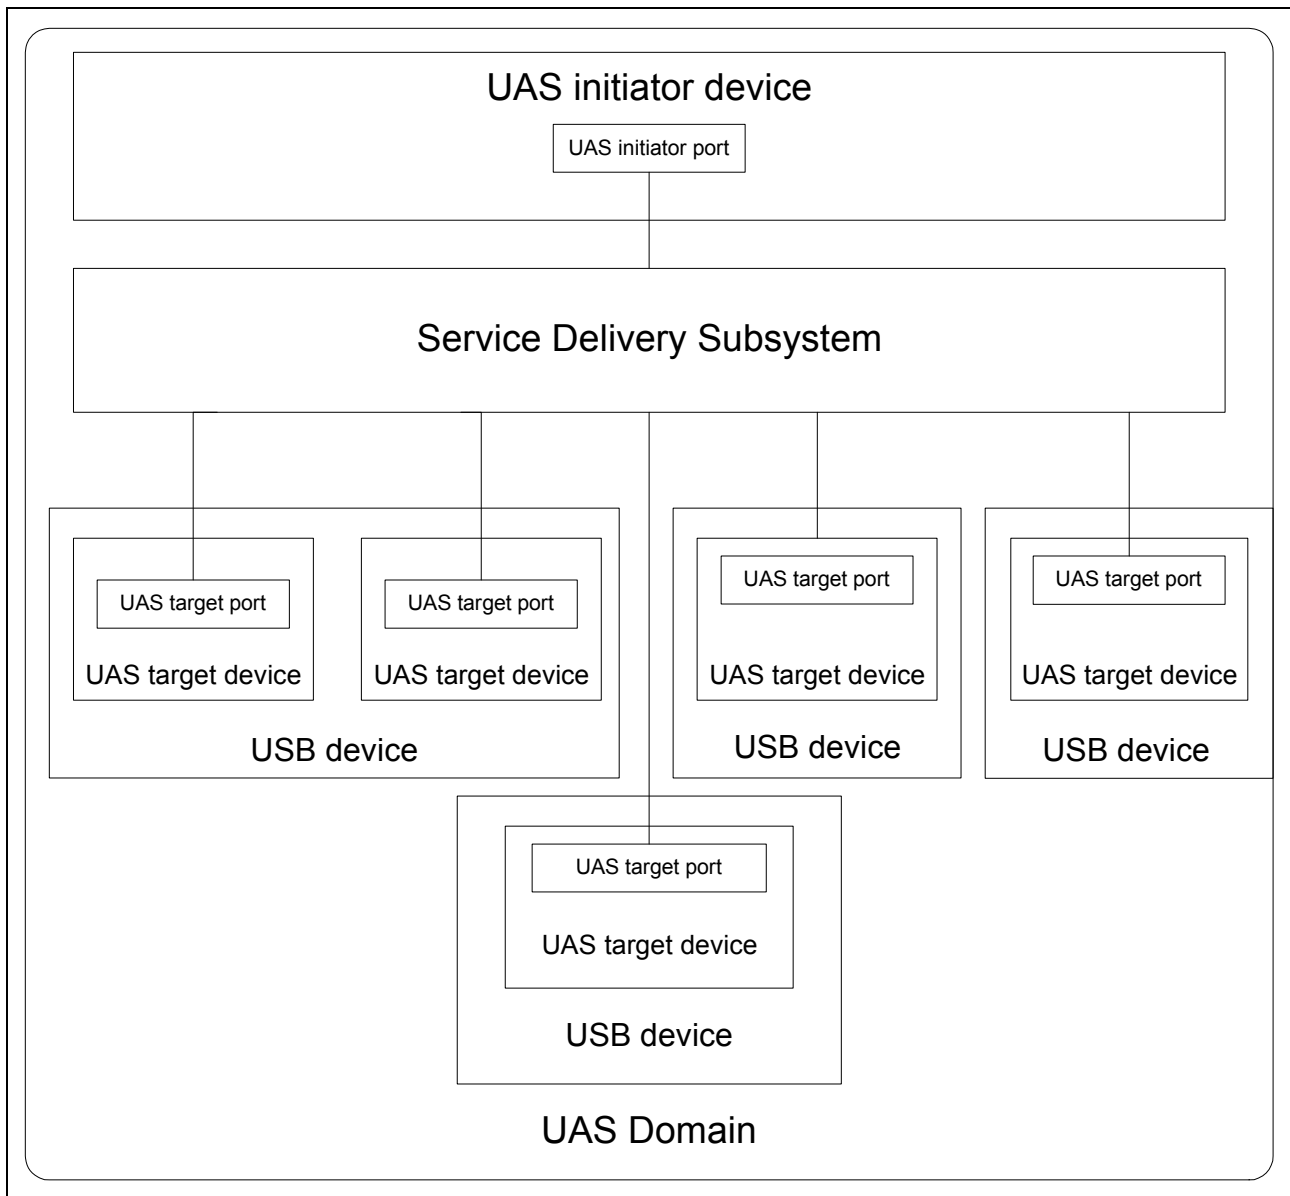 UAS initiator device
UAS initiator port
Service Delivery Subsystem
UAS target port
UAS target device
UAS target port
UAS target device
USB device
UAS target port
UAS target device
USB device
UAS target port
UAS target device
USB device
UAS target port
UAS target device
USB device
UAS Domain